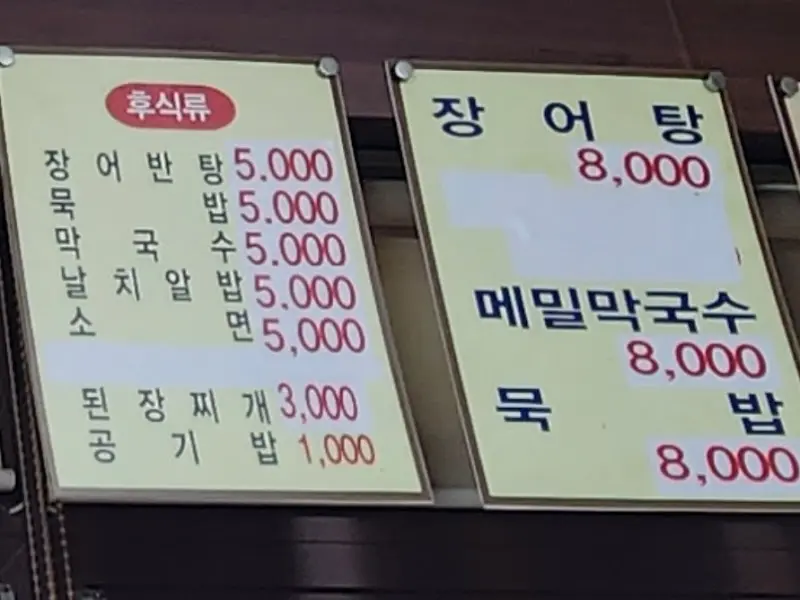 후식류
장 어 반 탕 5.000
묵 밥 5.000
막 국 수 5.000
날 치 알 밥 5.000
소 면 5,000
된 장 찌 개 3,000
공 기 밥 1,000
장 어 탕
8,000
메밀막국수
8,000
묵 밥
8,000